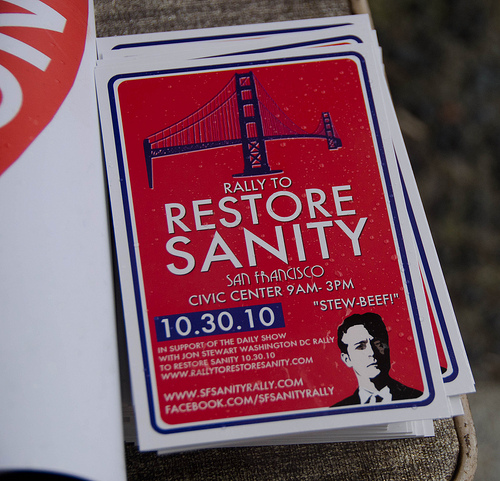 RALLY TO
RESTORE
SANITY
SAN FRANCISCO
CIVIC CENTER 9AM- 3PM
"STEW-BEEF!"
10.30.10
IN SUPPORT OF THE DAILY SHOW
WITH JON STEWART WASHINGTON DC RALLY
TO RESTORE SANITY 10.30.10
WWW.RALLYTORESTORESANITY.COM
WWW.SFSANITYRALLY.COM
FACEBOOK.COM/SFSANITYRALLY